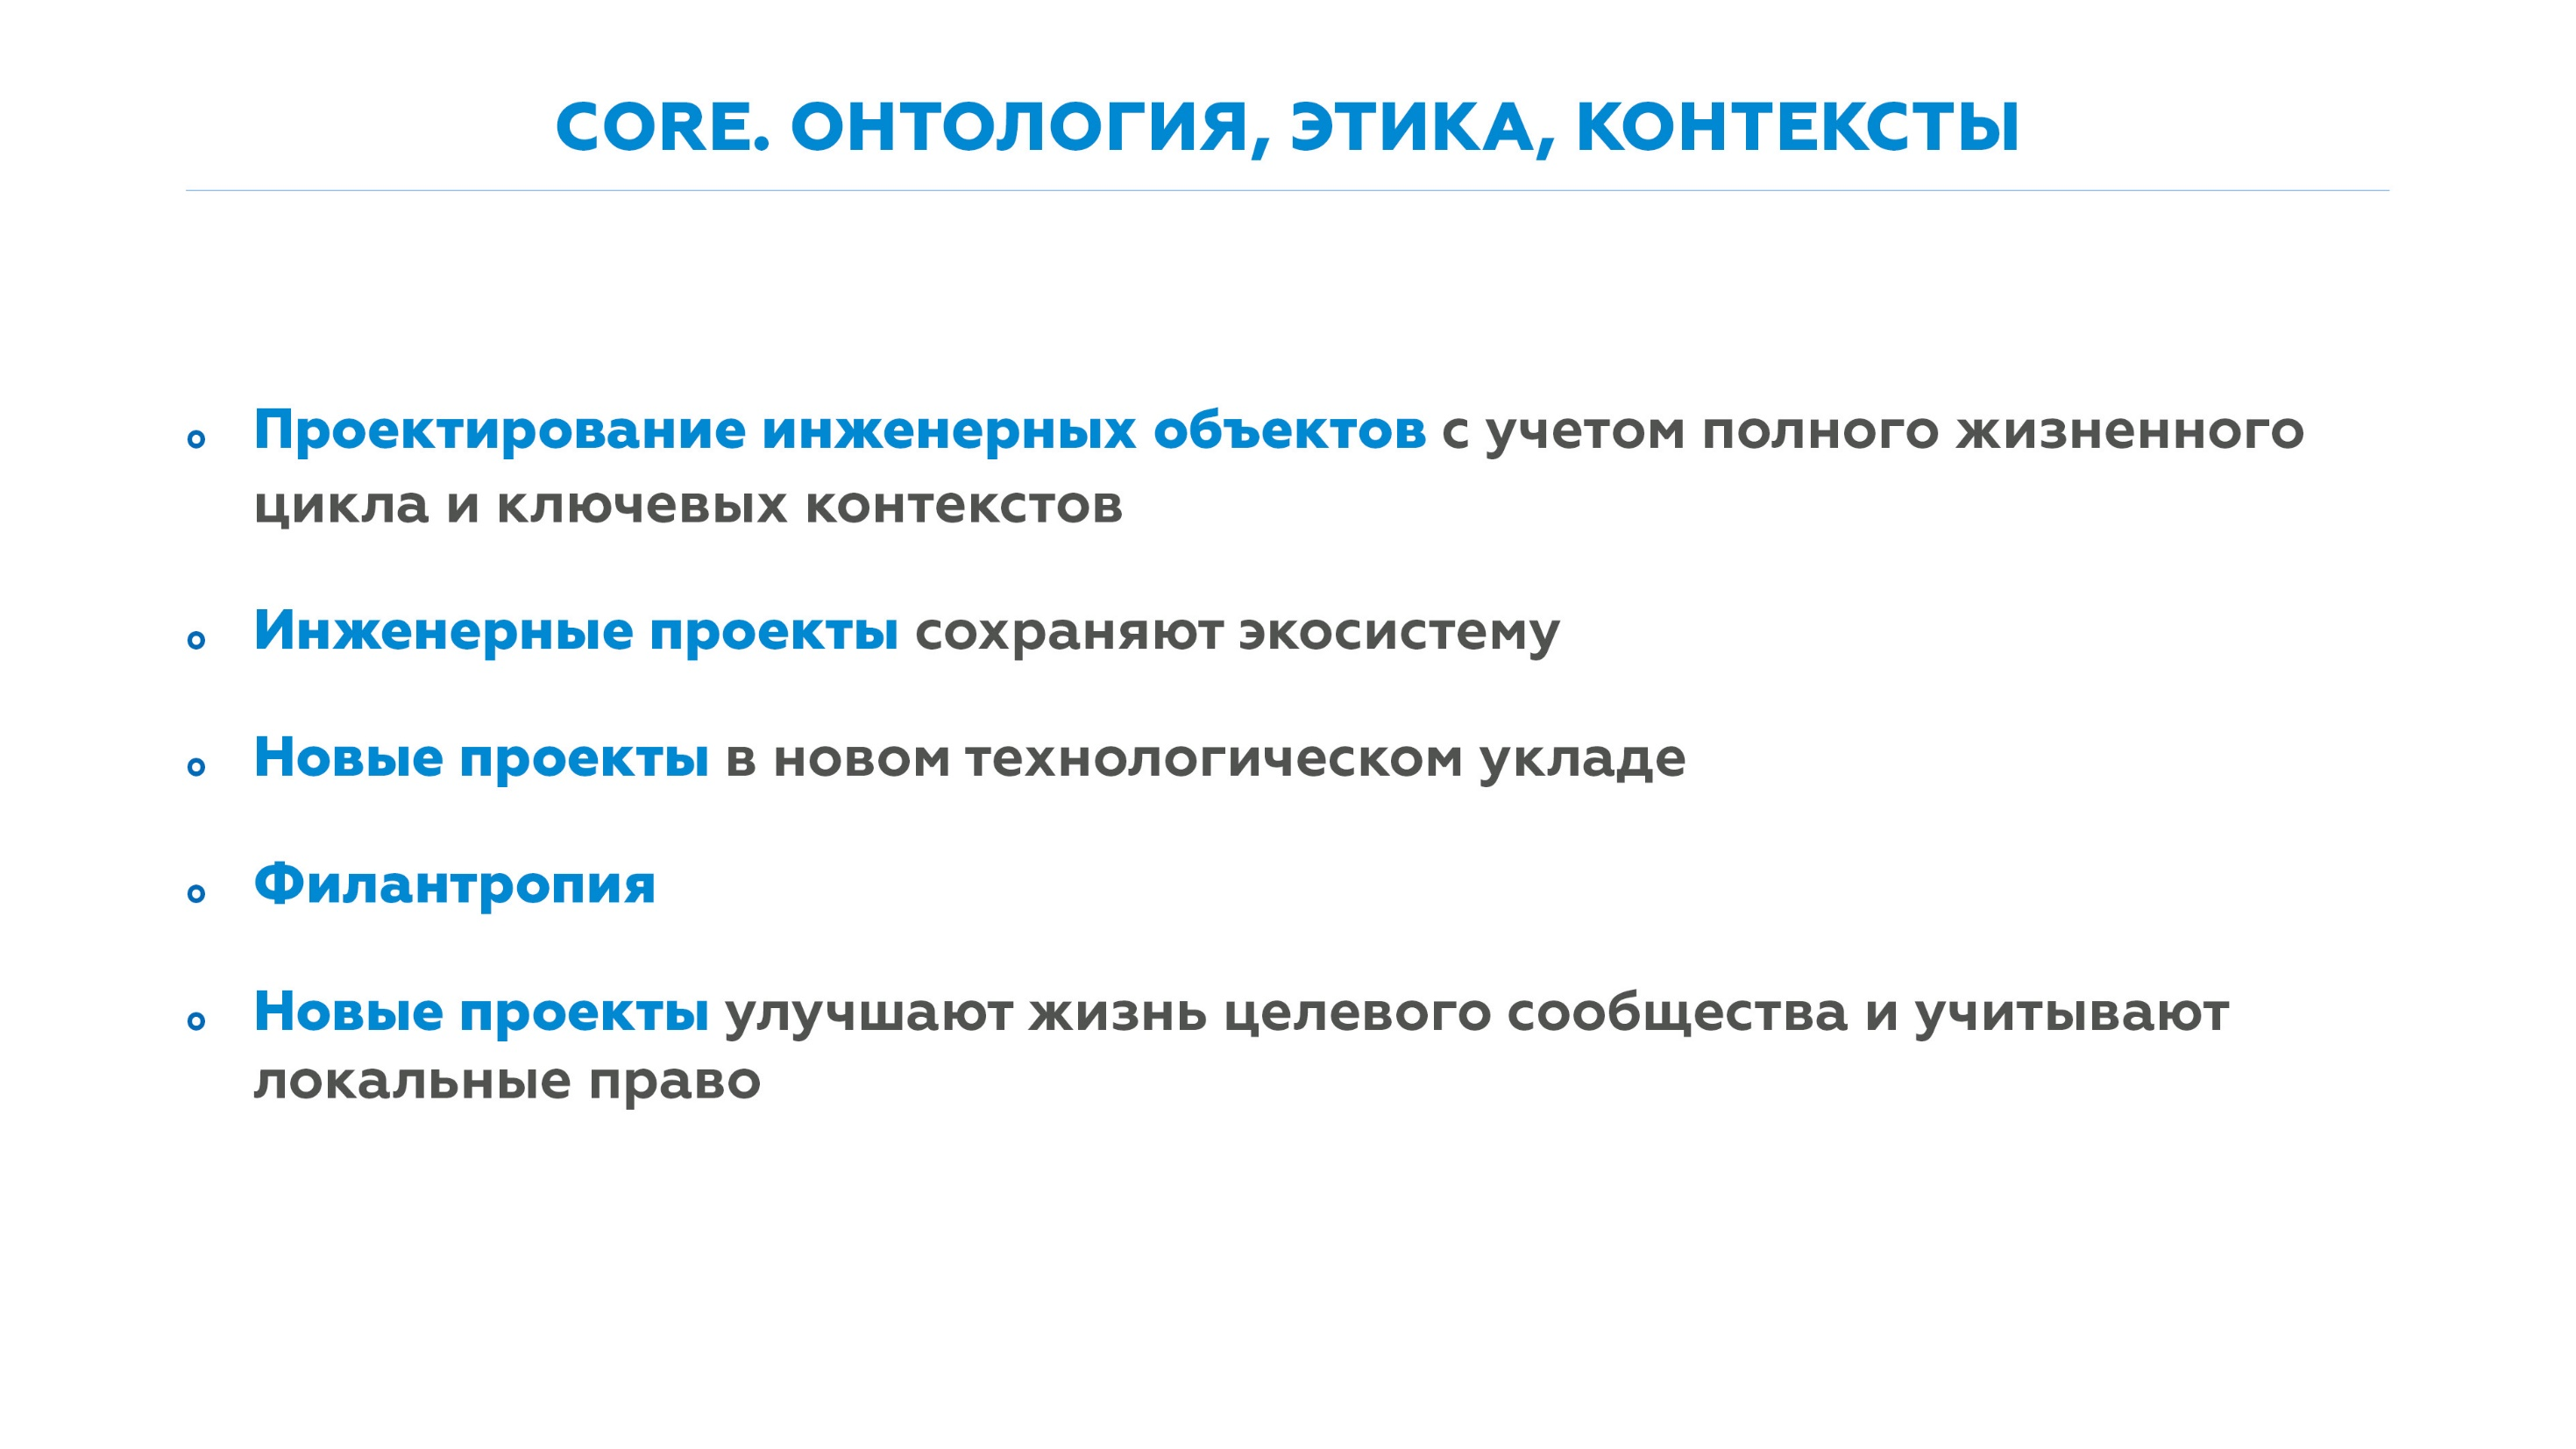 CORE. ОНТОЛОГИЯ, ЭТИКА, КОНТЕКСТЫ
Проектирование инженерных объектов с учетом полного жизненного
цикла и ключевых контекстов
Инженерные проекты сохраняют экосистему
Новые проекты в новом технологическом укладе
Филантропия
Новые проекты улучшают жизнь целевого сообщества и учитывают
локальные право